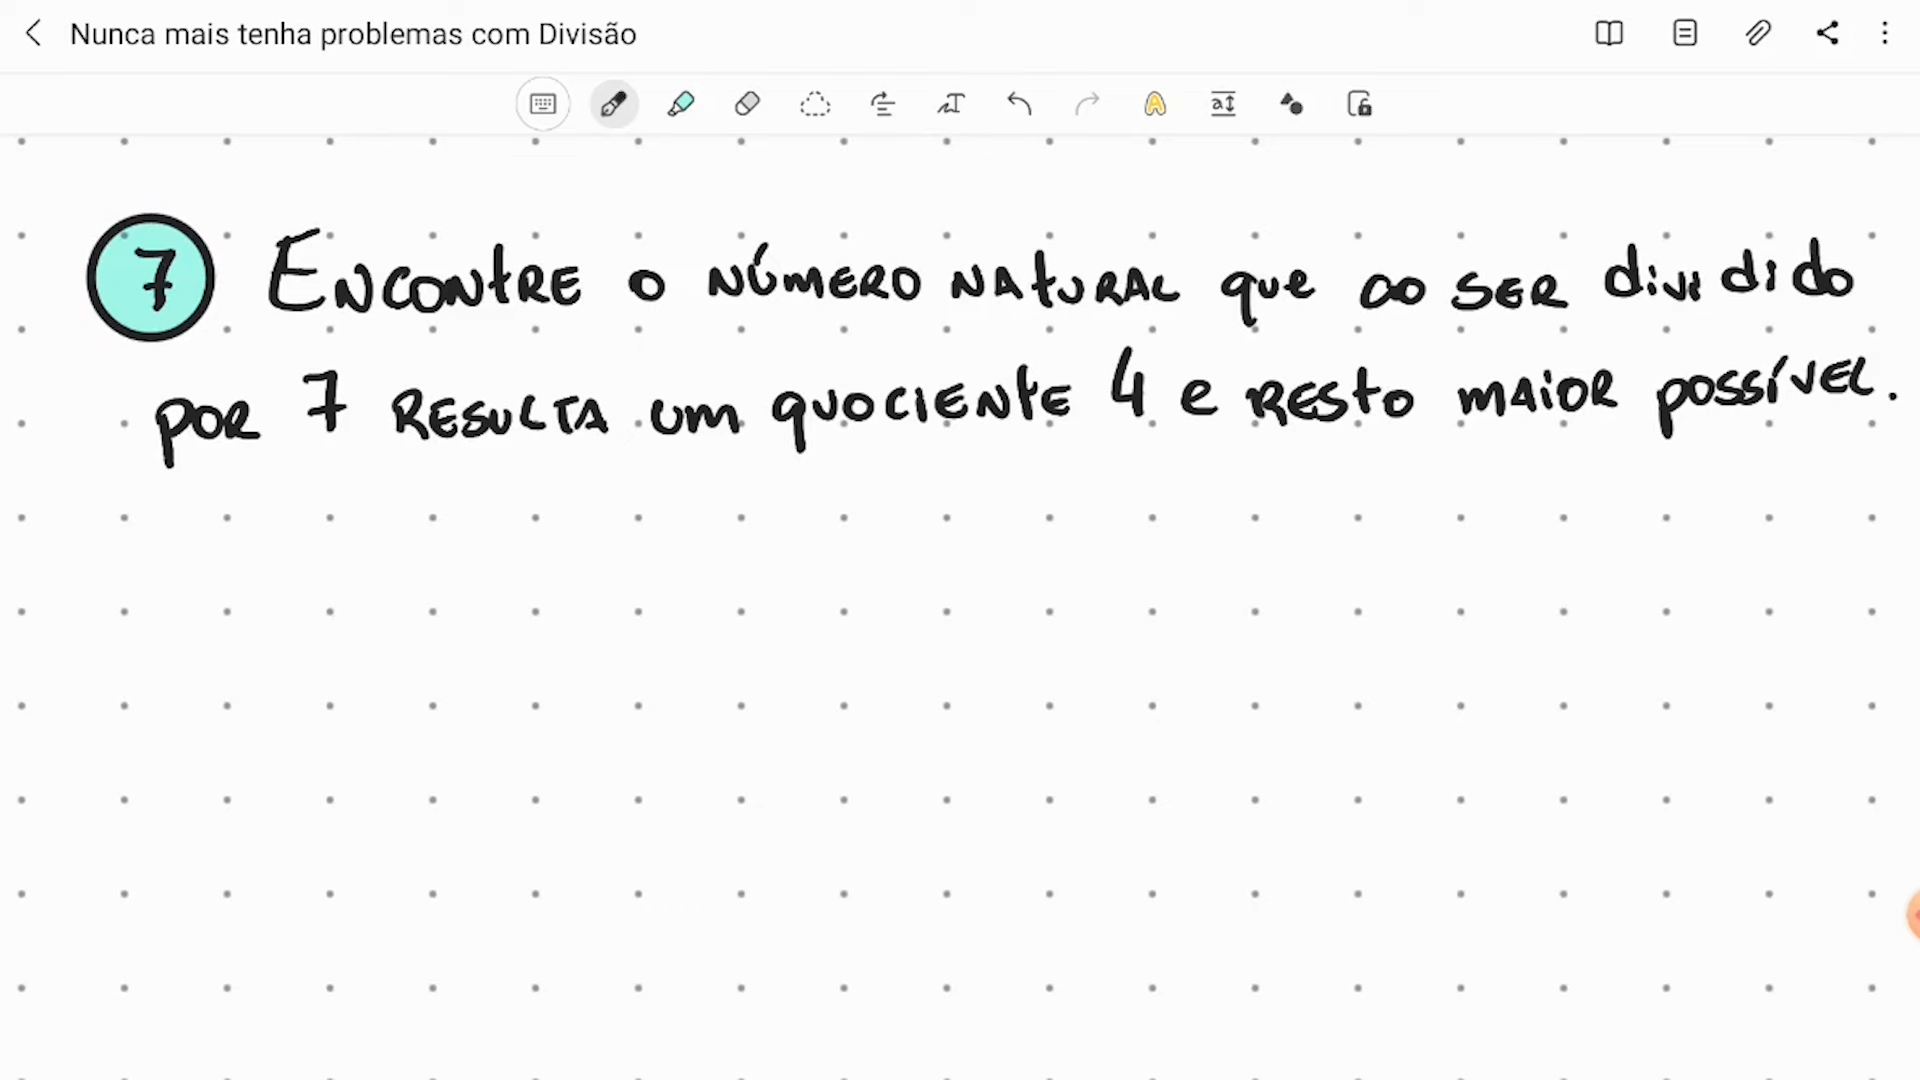 Nunca mais tenha problemas com Divisão
7 ENCONTRE O NÚMERO NATURAL que ao SER dividido
por 7 RESULTA um quociente 4 e RESTO MAIOR possível.